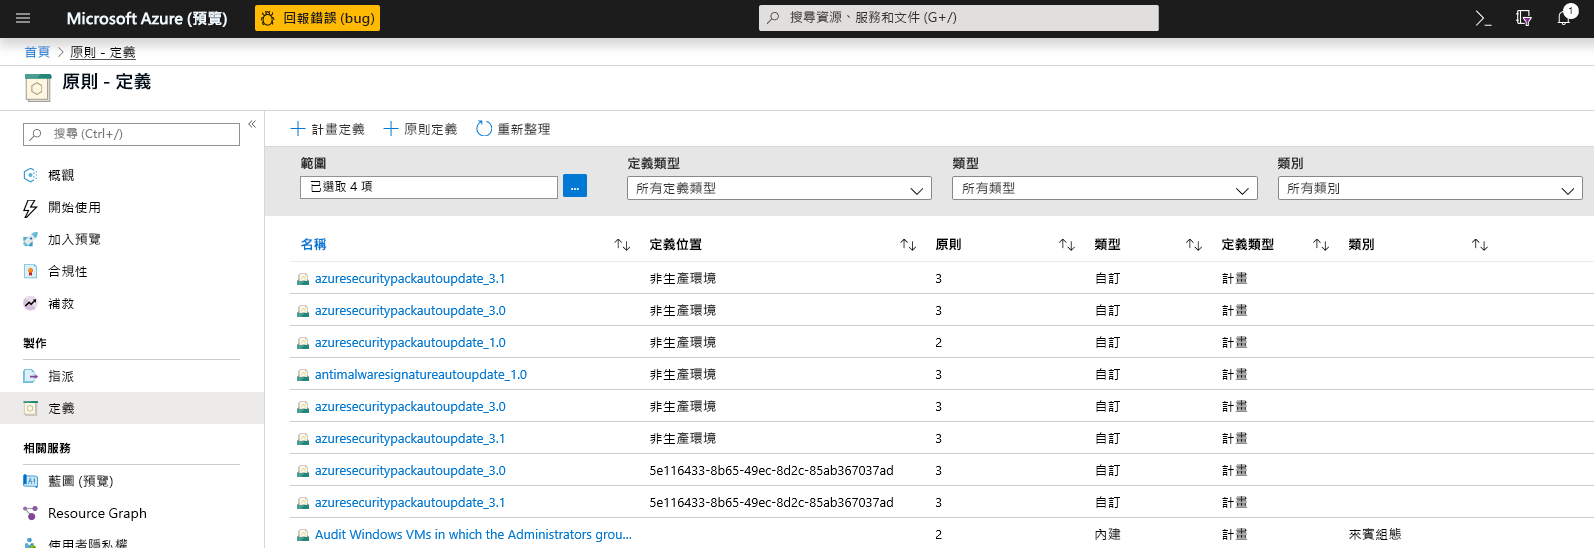 Microsoft Azure (預覽)
回報錯誤 (bug)
搜尋資源、服務和文件 (G+/)
1
首頁 > 原則 - 定義
原則 - 定義
搜尋 (Ctrl+/)
概觀
開始使用
加入預覽
合規性
補救
製作
指派
定義
相關服務
藍圖 (預覽)
Resource Graph
使用者隱私權
計畫定義 原則定義 重新整理
範圍 定義類型 類型 類別
已選取 4 項 ... 所有定義類型 所有類型 所有類別
名稱 定義位置 原則 類型 定義類型 類別
azuresecuritypackautoupdate_3.1 非生產環境 3 自訂 計畫
azuresecuritypackautoupdate_3.0 非生產環境 3 自訂 計畫
azuresecuritypackautoupdate_1.0 非生產環境 2 自訂 計畫
antimalwaresignatureautoupdate_1.0 非生產環境 3 自訂 計畫
azuresecuritypackautoupdate_3.0 非生產環境 3 自訂 計畫
azuresecuritypackautoupdate_3.1 非生產環境 3 自訂 計畫
azuresecuritypackautoupdate_3.0 5e116433-8b65-49ec-8d2c-85ab367037ad 3 自訂 計畫
azuresecuritypackautoupdate_3.1 5e116433-8b65-49ec-8d2c-85ab367037ad 3 自訂 計畫
Audit Windows VMs in which the Administrators grou... 2 內建 計畫 來賓組態